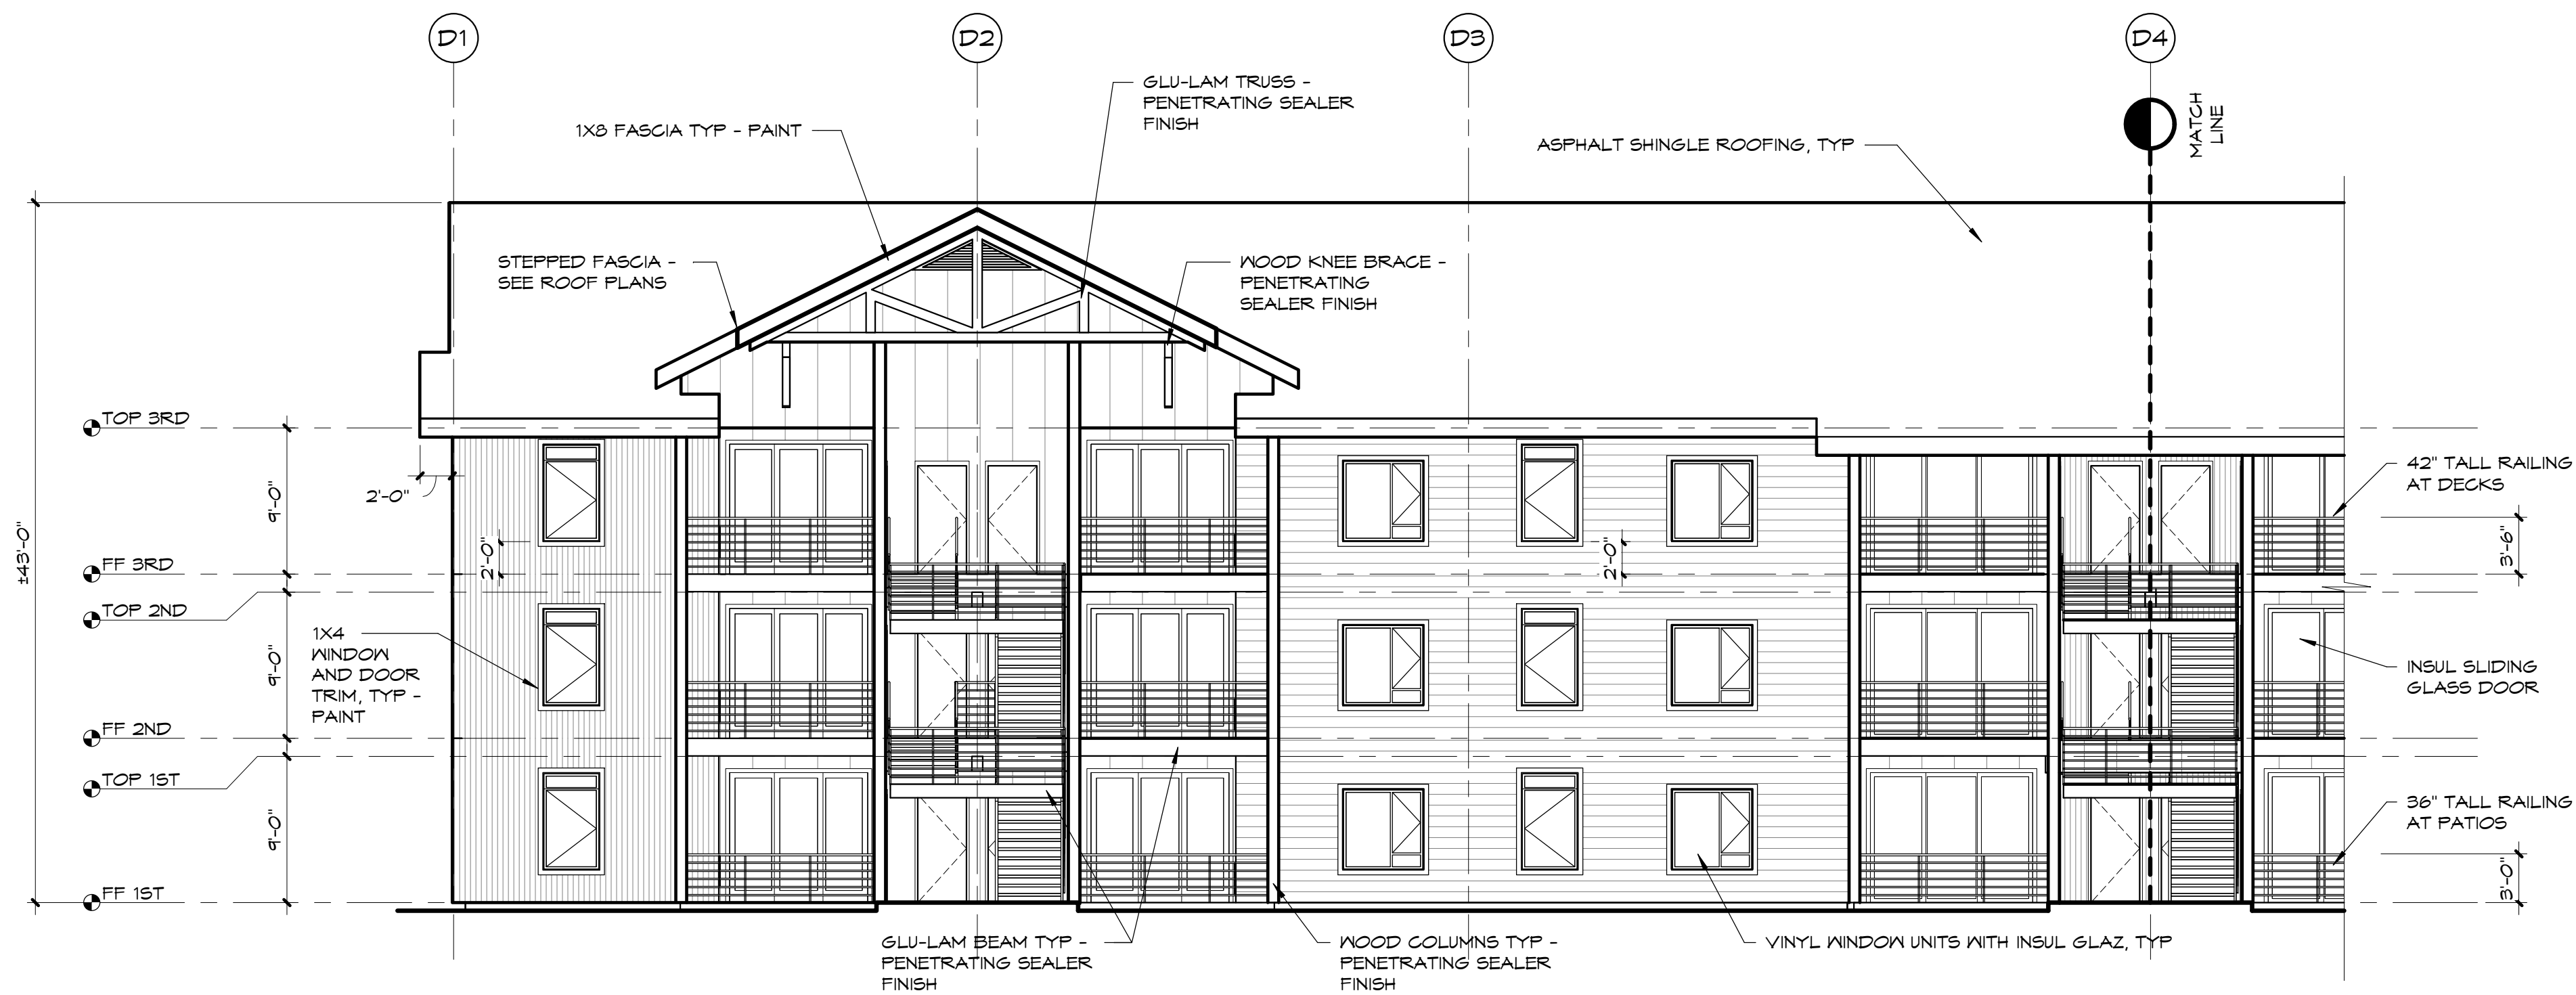 D1
D2
D3
D4
MATCH
LINE
GLU-LAM TRUSS -
PENETRATING SEALER
FINISH
1X8 FASCIA TYP - PAINT
ASPHALT SHINGLE ROOFING, TYP
STEPPED FASCIA -
SEE ROOF PLANS
WOOD KNEE BRACE -
PENETRATING
SEALER FINISH
TOP 3RD
42" TALL RAILING
AT DECKS
2'-0"
9'-0"
±43'-0"
2'-0"
2'-0"
3'-6"
FF 3RD
TOP 2ND
1X4
WINDOW
AND DOOR
TRIM, TYP -
PAINT
9'-0"
INSUL SLIDING
GLASS DOOR
FF 2ND
TOP 1ST
9'-0"
36" TALL RAILING
AT PATIOS
3'-0"
FF 1ST
GLU-LAM BEAM TYP -
PENETRATING SEALER
FINISH
WOOD COLUMNS TYP -
PENETRATING SEALER
FINISH
VINYL WINDOW UNITS WITH INSUL GLAZ, TYP